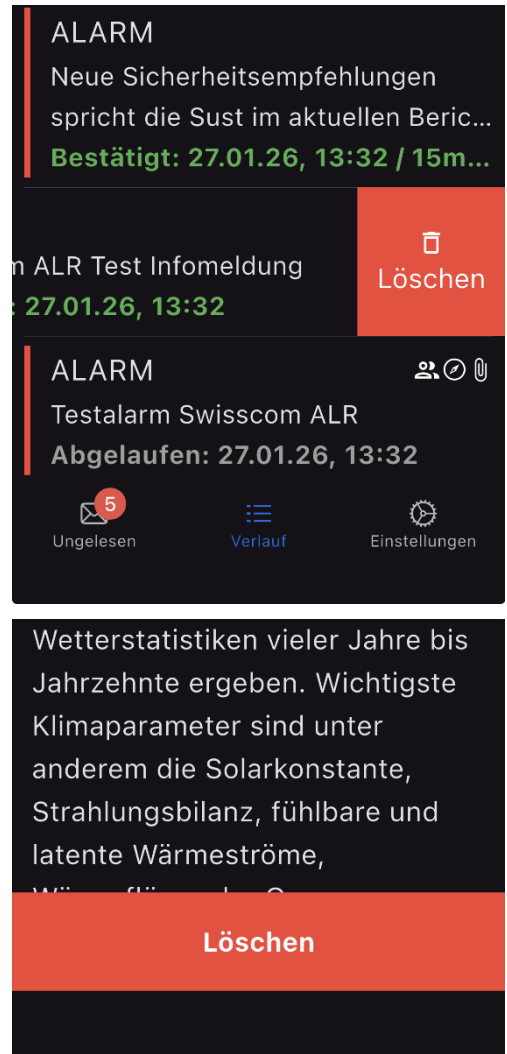 ALARM
Neue Sicherheitsempfehlungen
spricht die Sust im aktuellen Beric...
Bestätigt: 27.01.26, 13:32 / 15m...
ALR Test Infomeldung
: 27.01.26, 13:32
Löschen
ALARM
Testalarm Swisscom ALR
Abgelaufen: 27.01.26, 13:32
5
Ungelesen
Verlauf
Einstellungen
Wetterstatistiken vieler Jahre bis
Jahrzehnte ergeben. Wichtigste
Klimaparameter sind unter
anderem die Solarkonstante,
Strahlungsbilanz, fühlbare und
latente Wärmeströme,
Löschen